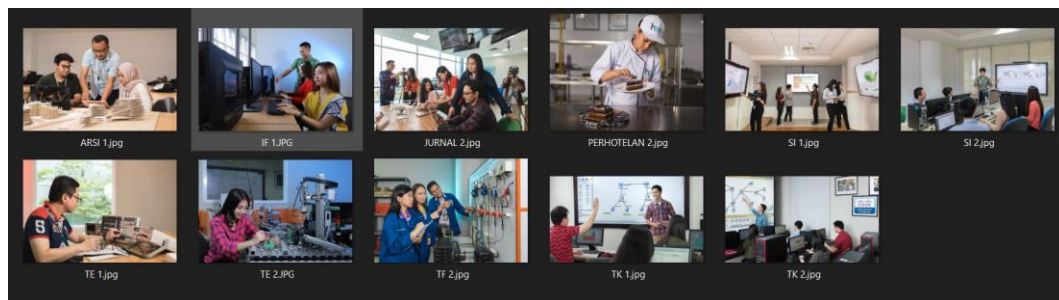 ARSI 1.jpg
IF 1.JPG
JURNAL 2.jpg
PERHOTELAN 2.jpg
SI 1.jpg
SI 2.jpg
TE 1.jpg
TE 2.JPG
TF 2.jpg
TK 1.jpg
TK 2.jpg